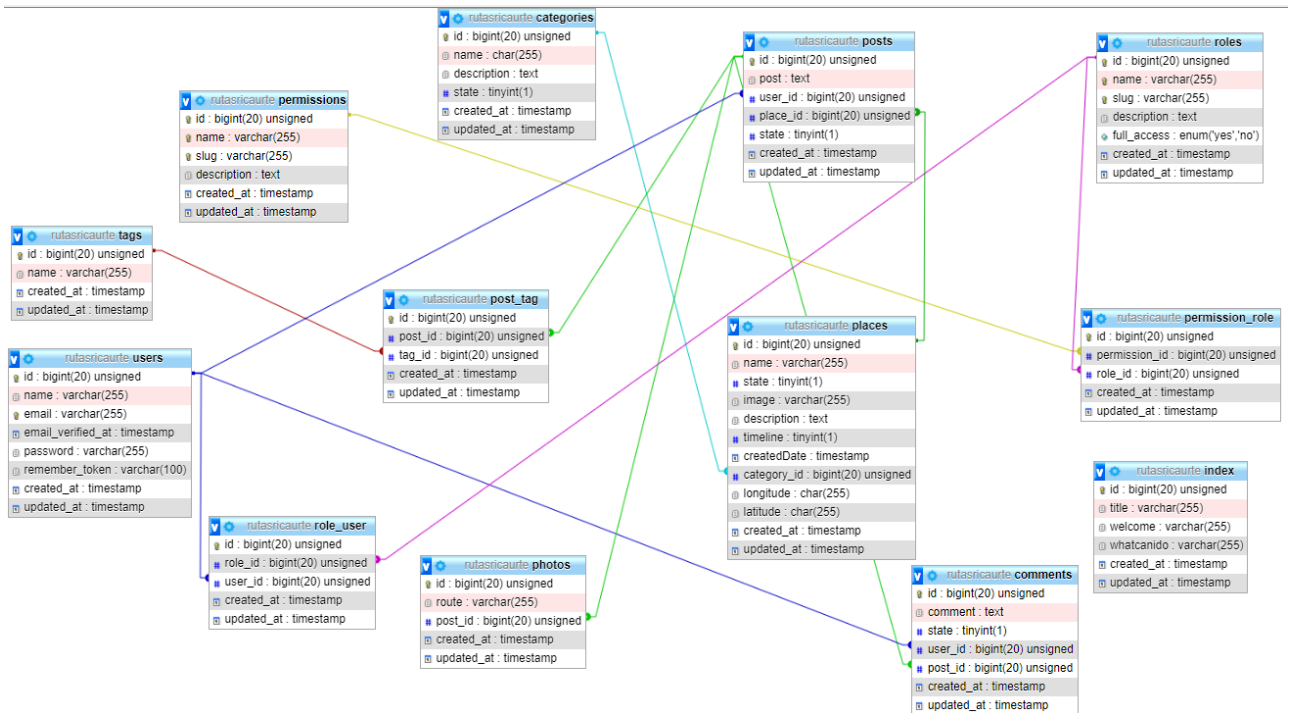 rutasricaurte categories
id : bigint(20) unsigned
name : char(255)
description : text
state : tinyint(1)
created_at : timestamp
updated_at : timestamp
rutasricaurte posts
id : bigint(20) unsigned
post : text
user_id : bigint(20) unsigned
place_id : bigint(20) unsigned
state : tinyint(1)
created_at : timestamp
updated_at : timestamp
rutasricaurte roles
id : bigint(20) unsigned
name : varchar(255)
slug : varchar(255)
description : text
full_access : enum('yes','no')
created_at : timestamp
updated_at : timestamp
rutasricaurte permissions
id : bigint(20) unsigned
name : varchar(255)
slug : varchar(255)
description : text
created_at : timestamp
updated_at : timestamp
rutasricaurte tags
id : bigint(20) unsigned
name : varchar(255)
created_at : timestamp
updated_at : timestamp
rutasricaurte post_tag
id : bigint(20) unsigned
post_id : bigint(20) unsigned
tag_id : bigint(20) unsigned
created_at : timestamp
updated_at : timestamp
rutasricaurte places
id : bigint(20) unsigned
name : varchar(255)
state : tinyint(1)
image : varchar(255)
description : text
timeline : tinyint(1)
createdDate : timestamp
category_id : bigint(20) unsigned
longitude : char(255)
latitude : char(255)
created_at : timestamp
updated_at : timestamp
rutasricaurte permission_role
id : bigint(20) unsigned
permission_id : bigint(20) unsigned
role_id : bigint(20) unsigned
created_at : timestamp
updated_at : timestamp
rutasricaurte users
id : bigint(20) unsigned
name : varchar(255)
email : varchar(255)
email_verified_at : timestamp
password : varchar(255)
remember_token : varchar(100)
created_at : timestamp
updated_at : timestamp
rutasricaurte index
id : bigint(20) unsigned
title : varchar(255)
welcome : varchar(255)
whatcanido : varchar(255)
created_at : timestamp
updated_at : timestamp
rutasricaurte role_user
id : bigint(20) unsigned
role_id : bigint(20) unsigned
user_id : bigint(20) unsigned
created_at : timestamp
updated_at : timestamp
rutasricaurte photos
id : bigint(20) unsigned
route : varchar(255)
post_id : bigint(20) unsigned
created_at : timestamp
updated_at : timestamp
rutasricaurte comments
id : bigint(20) unsigned
comment : text
state : tinyint(1)
user_id : bigint(20) unsigned
post_id : bigint(20) unsigned
created_at : timestamp
updated_at : timestamp